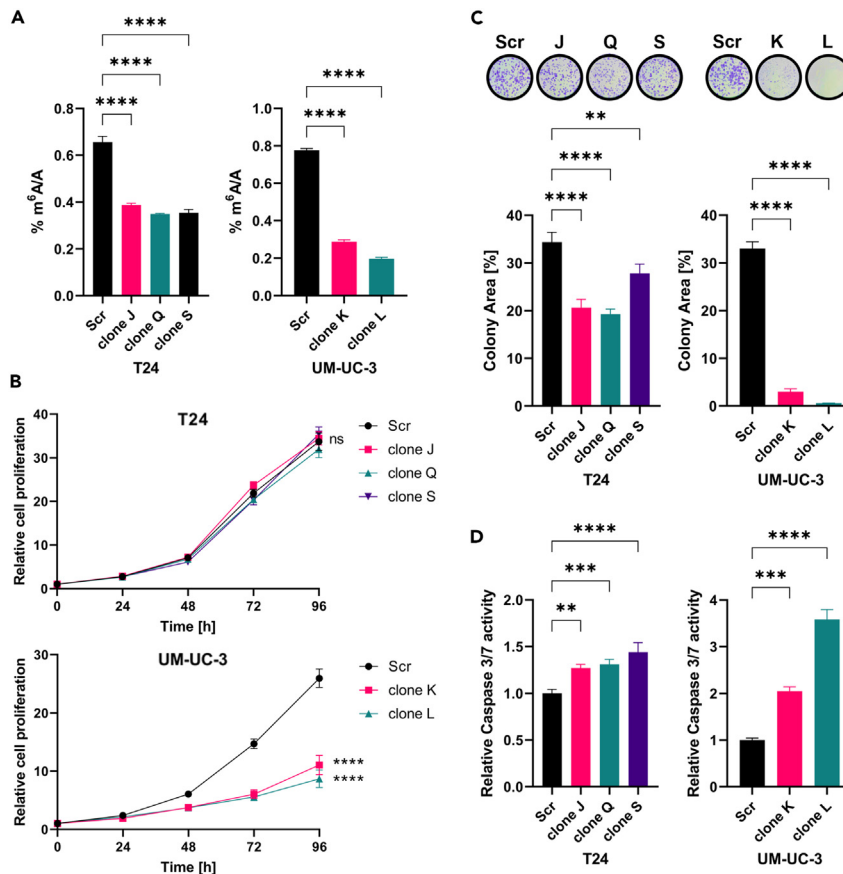 A
****
****
****
% m⁶A/A
0.8
0.6
0.4
0.2
0.0
Scr
clone J
clone Q
clone S
T24
****
****
% m⁶A/A
1.0
0.8
0.6
0.4
0.2
0.0
Scr
clone K
clone L
UM-UC-3
B
T24
Relative cell proliferation
40
30
20
10
0
0 24 48 72 96
Time [h]
ns
Scr
clone J
clone Q
clone S
UM-UC-3
Relative cell proliferation
30
20
10
0
0 24 48 72 96
Time [h]
****
****
Scr
clone K
clone L
C
Scr J Q S
Scr K L
**
****
****
Colony Area [%]
40
30
20
10
0
Scr
clone J
clone Q
clone S
T24
****
****
Colony Area [%]
40
30
20
10
0
Scr
clone K
clone L
UM-UC-3
D
****
***
**
Relative Caspase 3/7 activity
2.0
1.5
1.0
0.5
0.0
Scr
clone J
clone Q
clone S
T24
****
***
Relative Caspase 3/7 activity
4
3
2
1
0
Scr
clone K
clone L
UM-UC-3